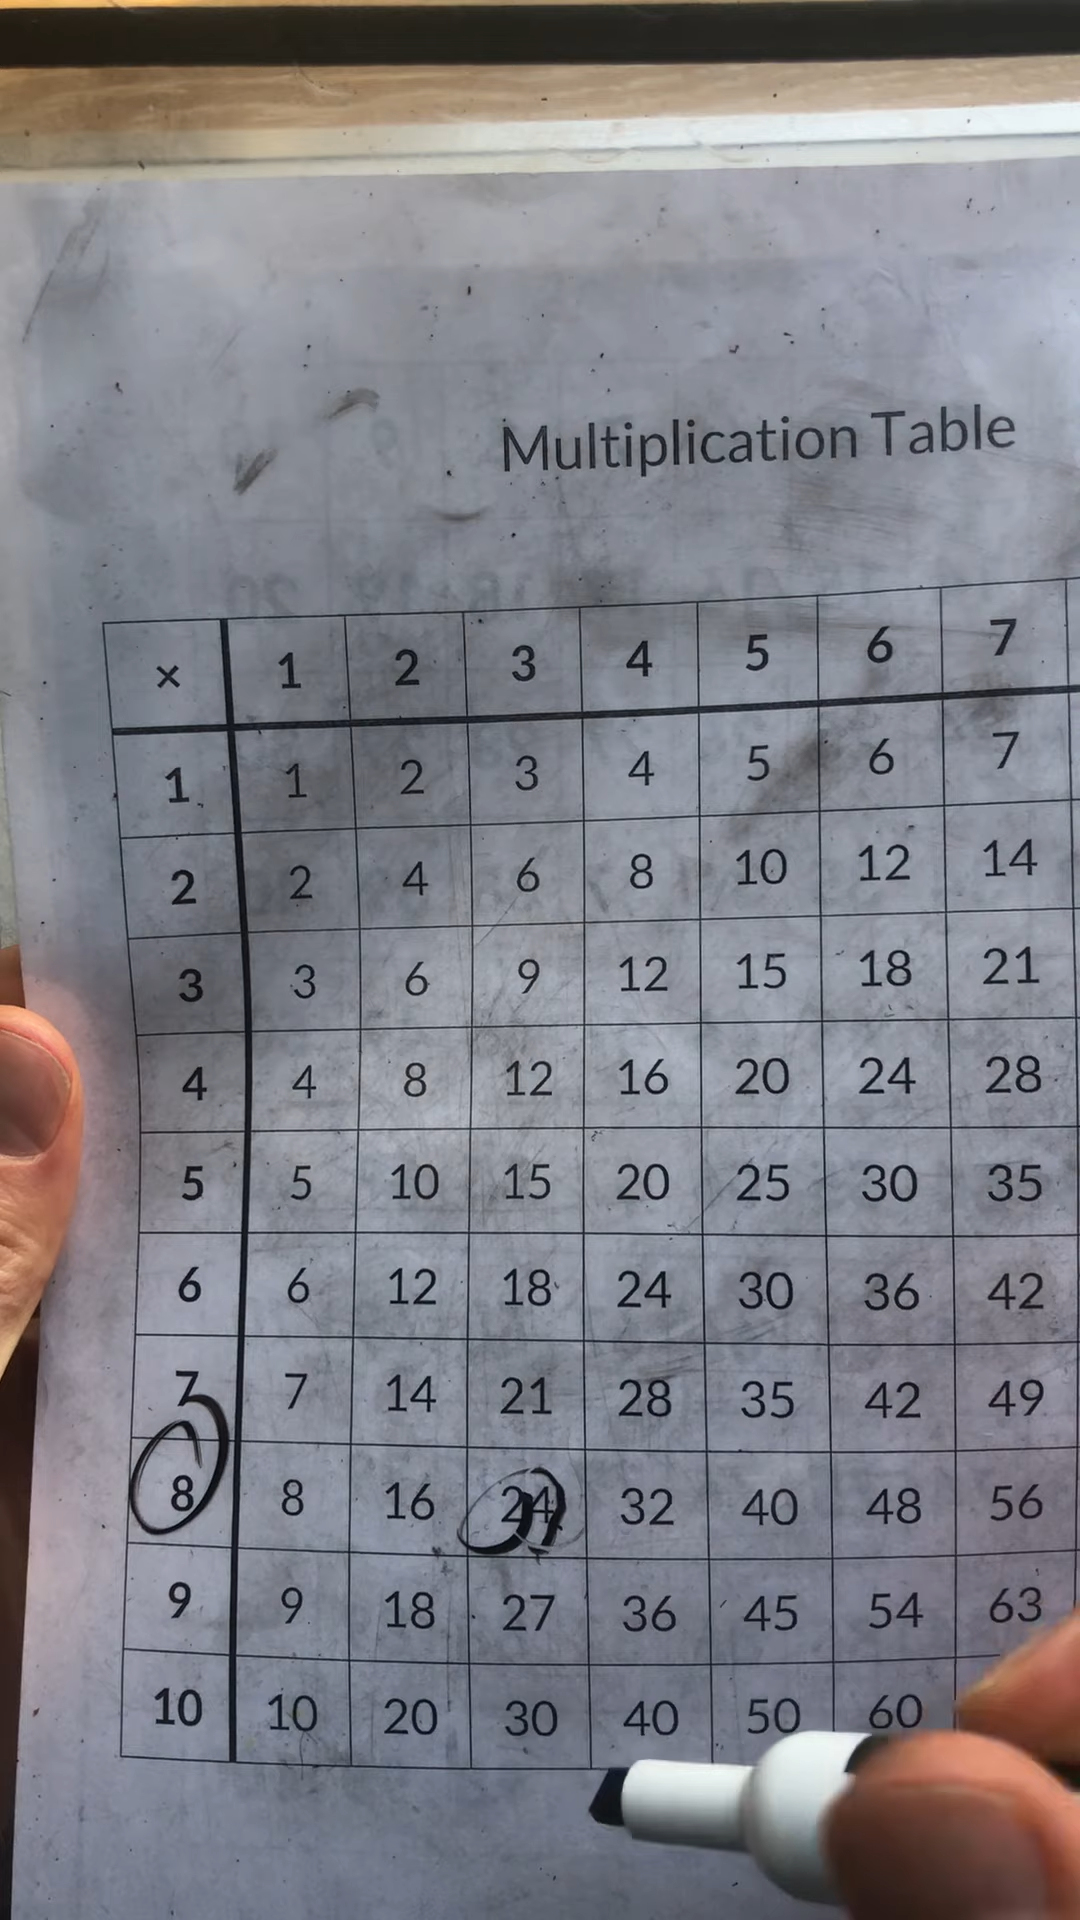 Multiplication Table
× 1 2 3 4 5 6 7
1 1 2 3 4 5 6 7
2 2 4 6 8 10 12 14
3 3 6 9 12 15 18 21
4 4 8 12 16 20 24 28
5 5 10 15 20 25 30 35
6 6 12 18 24 30 36 42
7 7 14 21 28 35 42 49
8 8 16 24 32 40 48 56
9 9 18 27 36 45 54 63
10 10 20 30 40 50 60